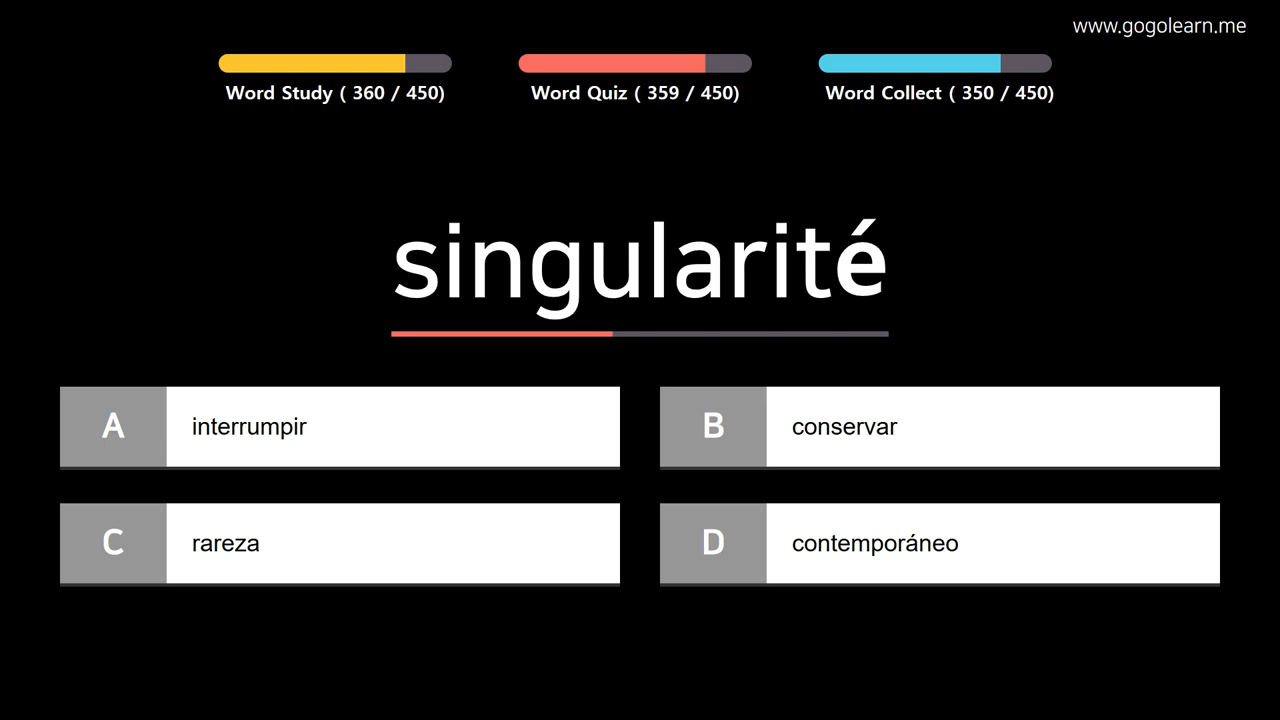 www.gogolearn.me
Word Study ( 360 / 450)
Word Quiz ( 359 / 450)
Word Collect ( 350 / 450)
singularité
A interrumpir
B conservar
C rareza
D contemporáneo